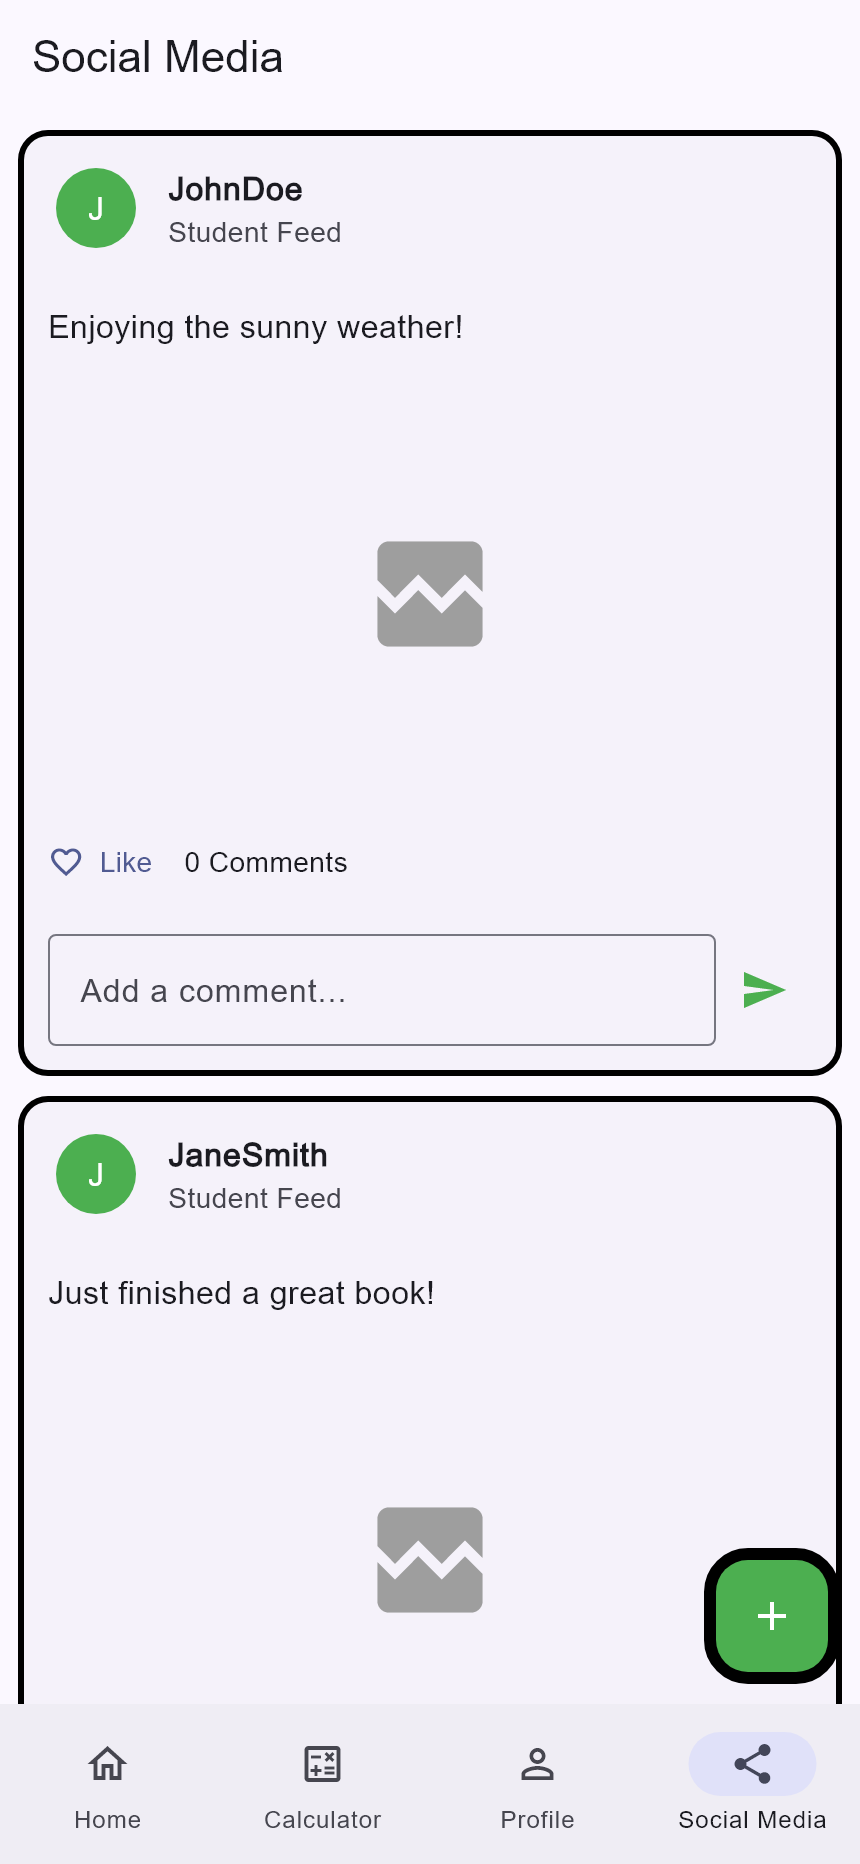 Social Media
J
JohnDoe
Student Feed
Enjoying the sunny weather!
Like
0 Comments
Add a comment...
J
JaneSmith
Student Feed
Just finished a great book!
Home
Calculator
Profile
Social Media